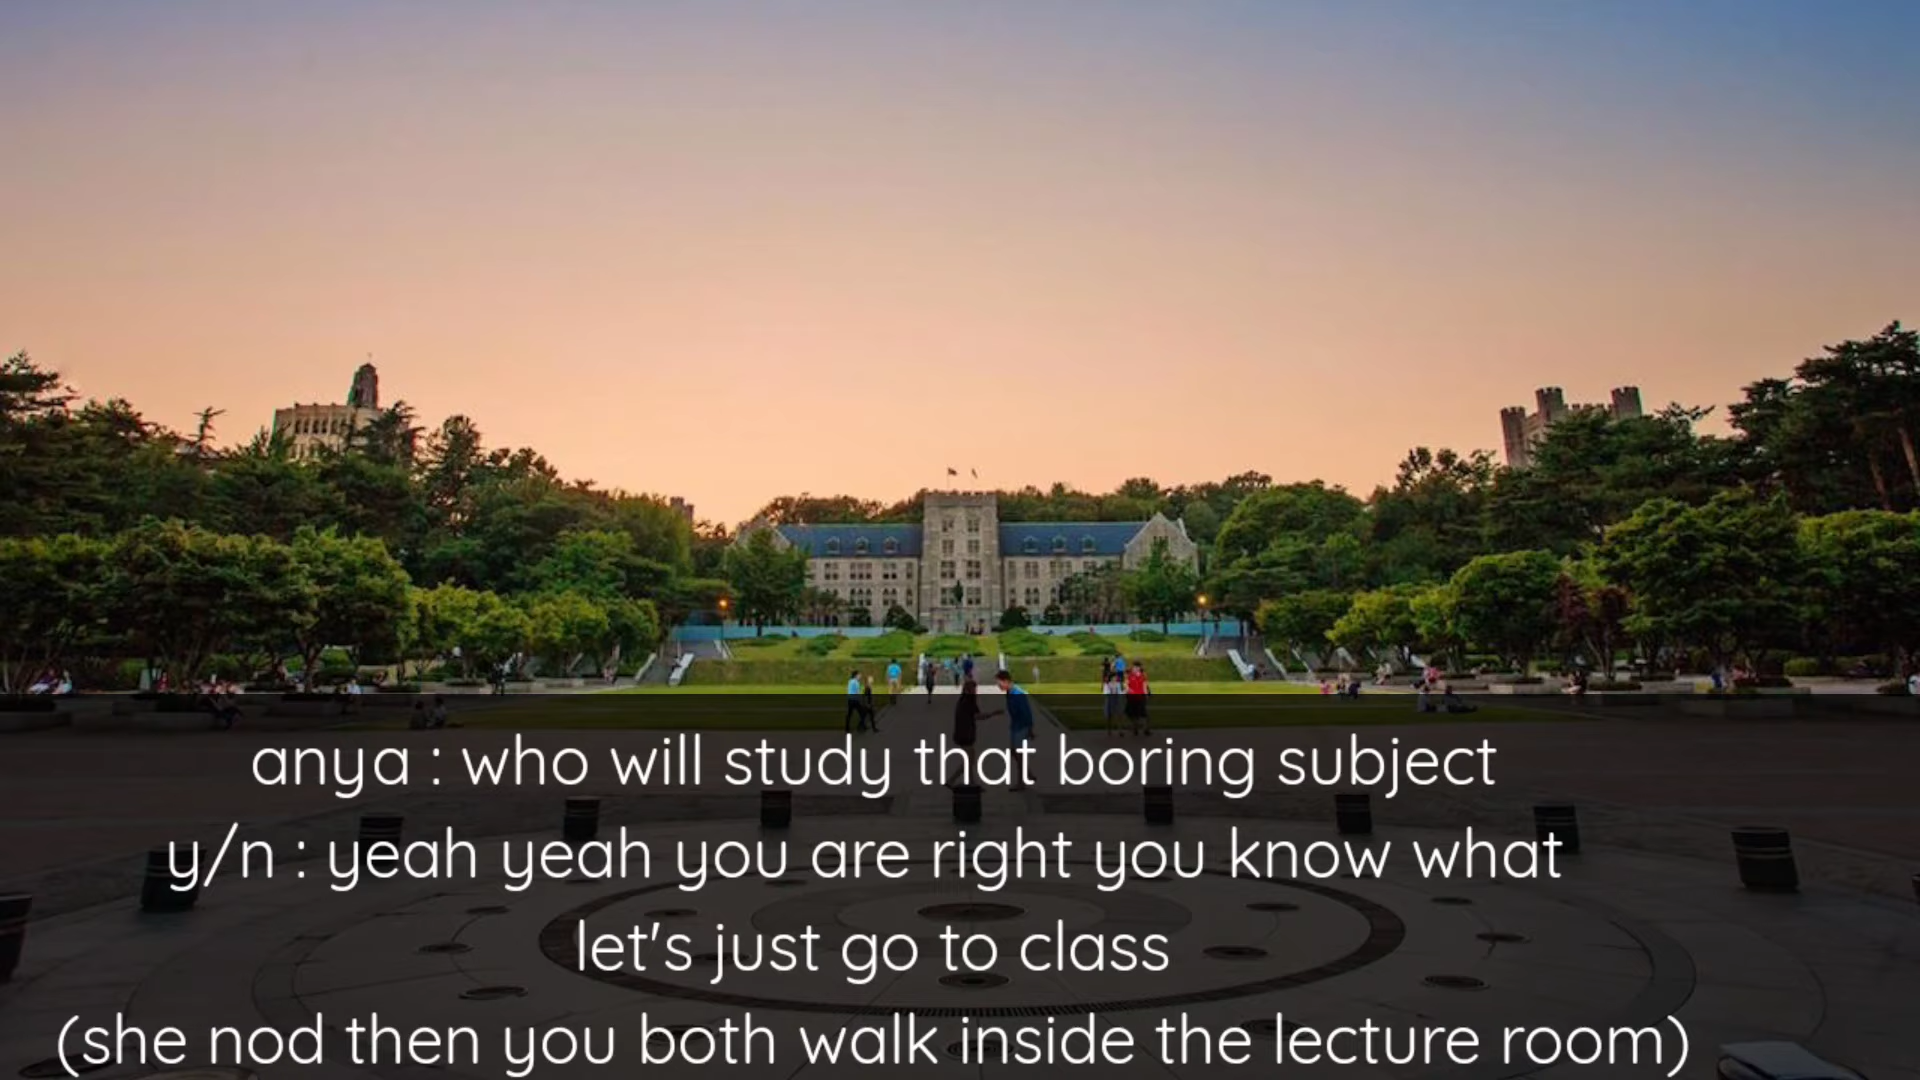 anya : who will study that boring subject
y/n : yeah yeah you are right you know what
let's just go to class
(she nod then you both walk inside the lecture room)